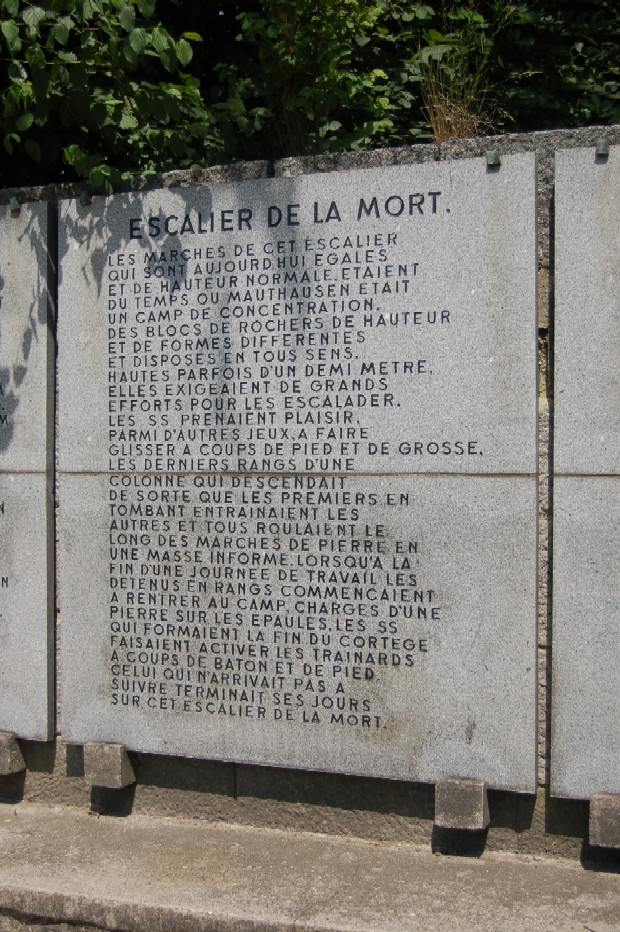 ESCALIER DE LA MORT.
LES MARCHES DE CET ESCALIER
QUI SONT AUJOURD,HUI EGALES
ET DE HAUTEUR NORMALE, ETAIENT
DU TEMPS, OU MAUTHAUSEN ETAIT
UN CAMP DE CONCENTRATION,
DES BLOCS DE ROCHERS DE HAUTEUR
ET DE FORMES DIFFERENTES
ET DISPOSES EN TOUS SENS.
HAUTES PARFOIS D'UN DEMI METRE,
ELLES EXIGEAIENT DE GRANDS
EFFORTS POUR LES ESCALADER.
LES SS PRENAIENT PLAISIR,
PARMI D'AUTRES JEUX, A FAIRE
GLISSER A COUPS DE PIED ET DE GROSSE,
LES DERNIERS RANGS D'UNE
COLONNE QUI DESCENDAIT
DE SORTE QUE LES PREMIERS EN
TOMBANT ENTRAINAIENT LES
AUTRES ET TOUS ROULAIENT LE
LONG DES MARCHES DE PIERRE EN
UNE MASSE INFORME. LORSQU'A LA
FIN D'UNE JOURNEE DE TRAVAIL LES
DETENUS EN RANGS COMMENCAIENT
A RENTRER AU CAMP, CHARGES D'UNE
PIERRE SUR LES EPAULES, LES SS
QUI FORMAIENT LA FIN DU CORTEGE
FAISAIENT ACTIVER LES TRAINARDS
A COUPS DE BATON ET DE PIED
CELUI QUI N'ARRIVAIT PAS A
SUIVRE TERMINAIT SES JOURS
SUR CET ESCALIER DE LA MORT.